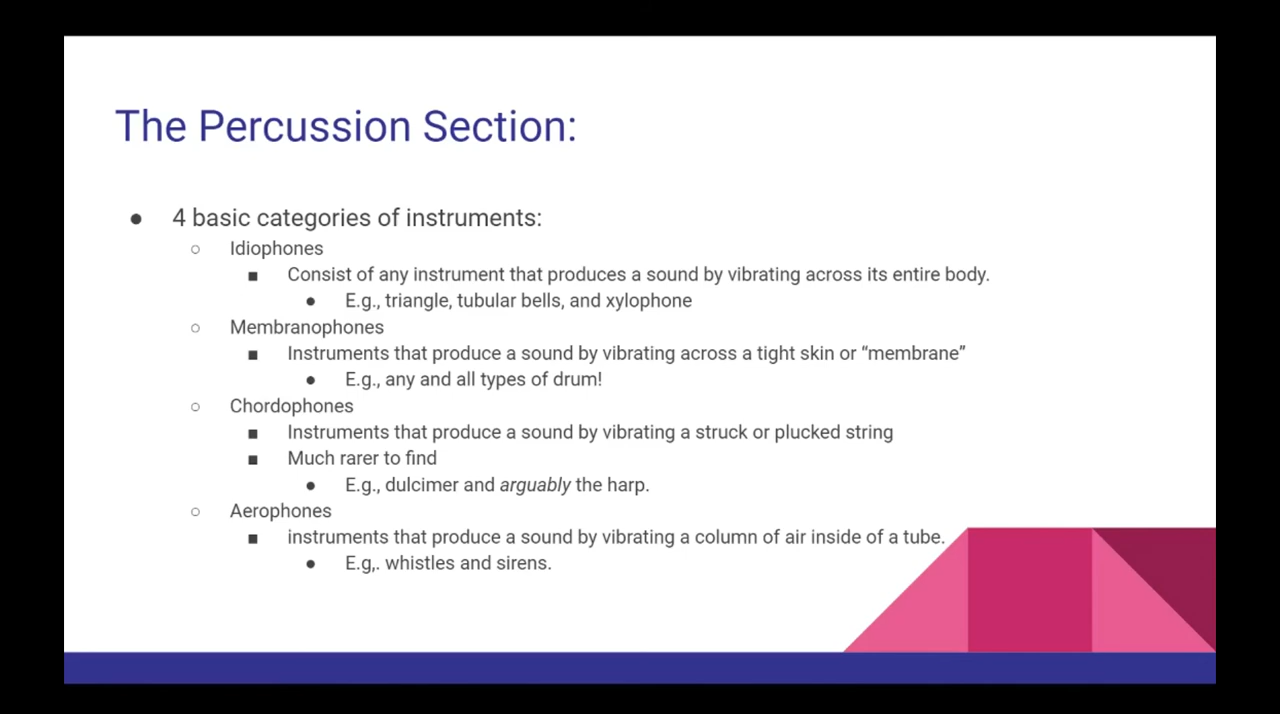 The Percussion Section:
● 4 basic categories of instruments:
○ Idiophones
■ Consist of any instrument that produces a sound by vibrating across its entire body.
● E.g., triangle, tubular bells, and xylophone
○ Membranophones
■ Instruments that produce a sound by vibrating across a tight skin or “membrane”
● E.g., any and all types of drum!
○ Chordophones
■ Instruments that produce a sound by vibrating a struck or plucked string
■ Much rarer to find
● E.g., dulcimer and arguably the harp.
○ Aerophones
■ instruments that produce a sound by vibrating a column of air inside of a tube.
● E.g,. whistles and sirens.